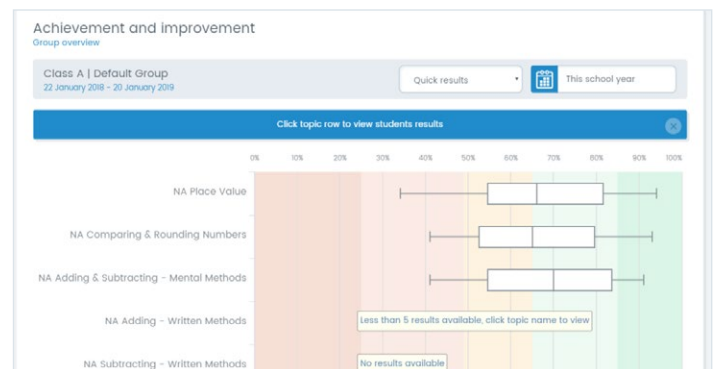 Achievement and improvement
Group overview
Class A | Default Group
22 January 2018 - 20 January 2019
Quick results
This school year
Click topic row to view students results
0% 10% 20% 30% 40% 50% 60% 70% 80% 90% 100%
NA Place Value
NA Comparing & Rounding Numbers
NA Adding & Subtracting - Mental Methods
NA Adding - Written Methods
Less than 5 results available, click topic name to view
NA Subtracting - Written Methods
No results available